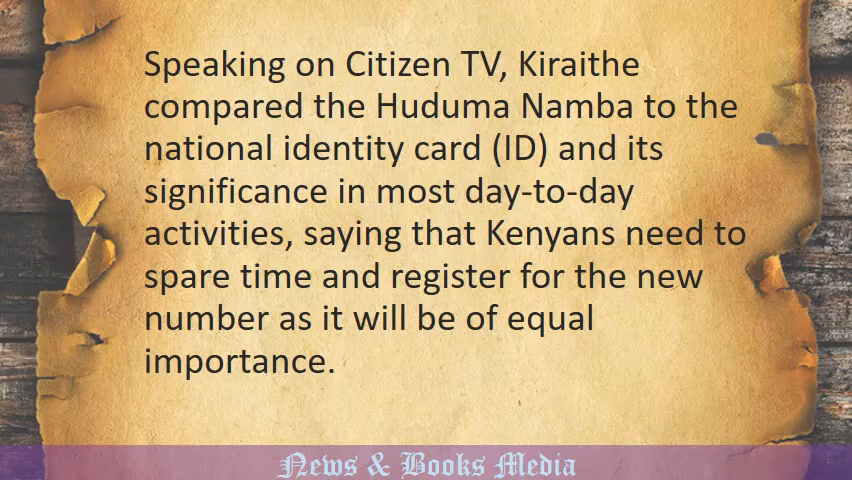 Speaking on Citizen TV, Kiraithe
compared the Huduma Namba to the
national identity card (ID) and its
significance in most day-to-day
activities, saying that Kenyans need to
spare time and register for the new
number as it will be of equal
importance.
News & Books Media